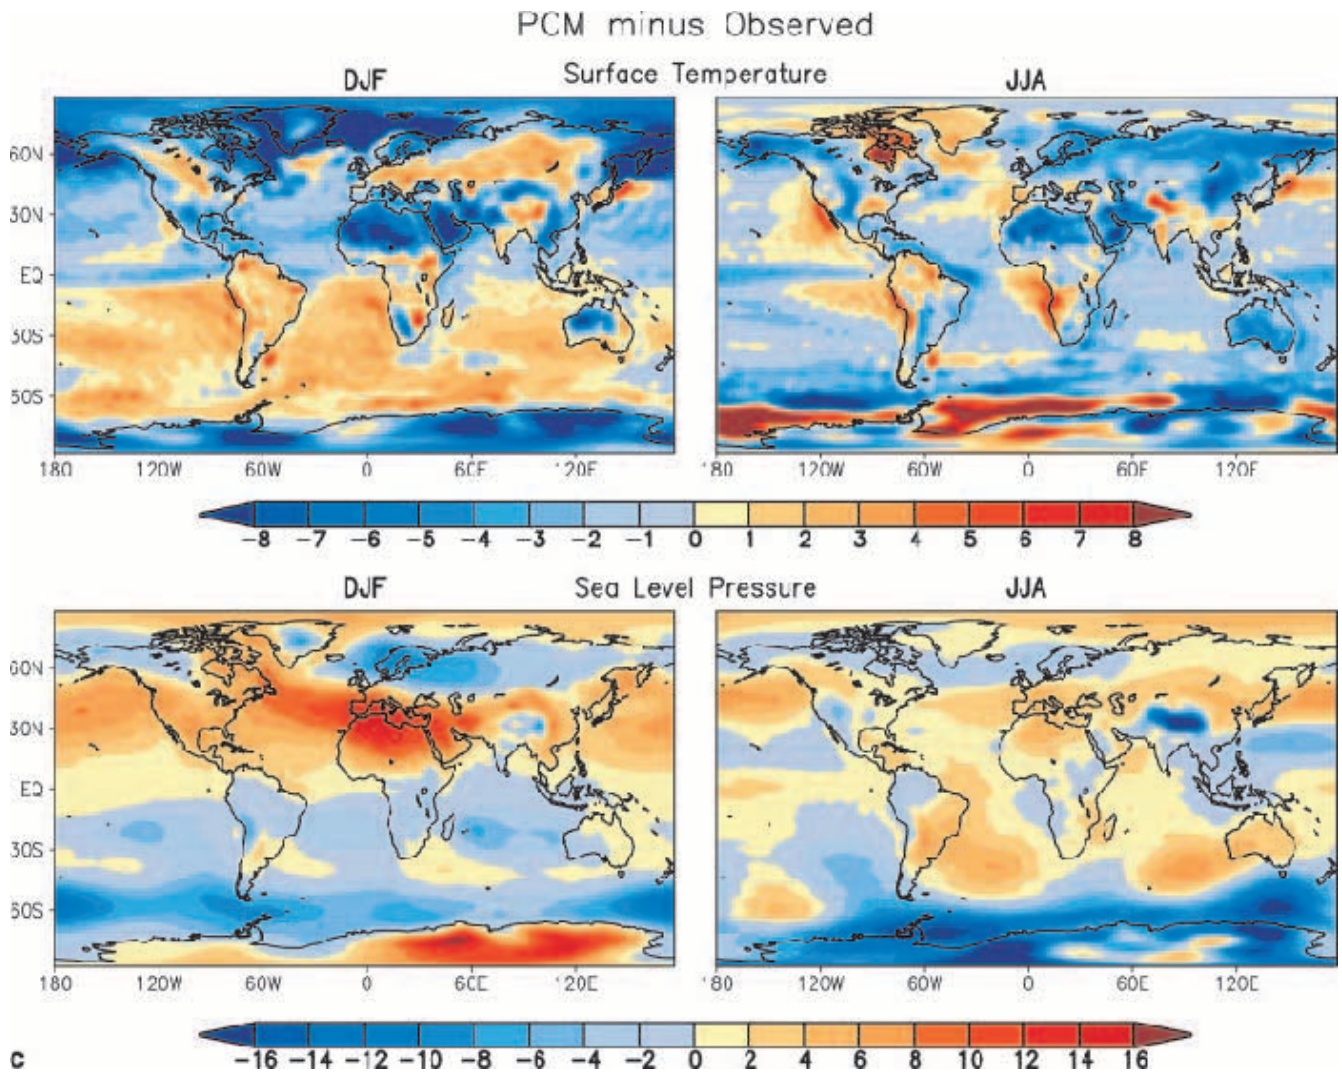 PCM minus Observed
DJF Surface Temperature JJA
60N
30N
EQ
30S
60S
180 120W 60W 0 60E 120E
180 120W 60W 0 60E 120E
-8 -7 -6 -5 -4 -3 -2 -1 0 1 2 3 4 5 6 7 8
DJF Sea Level Pressure JJA
60N
30N
EQ
30S
60S
180 120W 60W 0 60E 120E
180 120W 60W 0 60E 120E
-16 -14 -12 -10 -8 -6 -4 -2 0 2 4 6 8 10 12 14 16
c